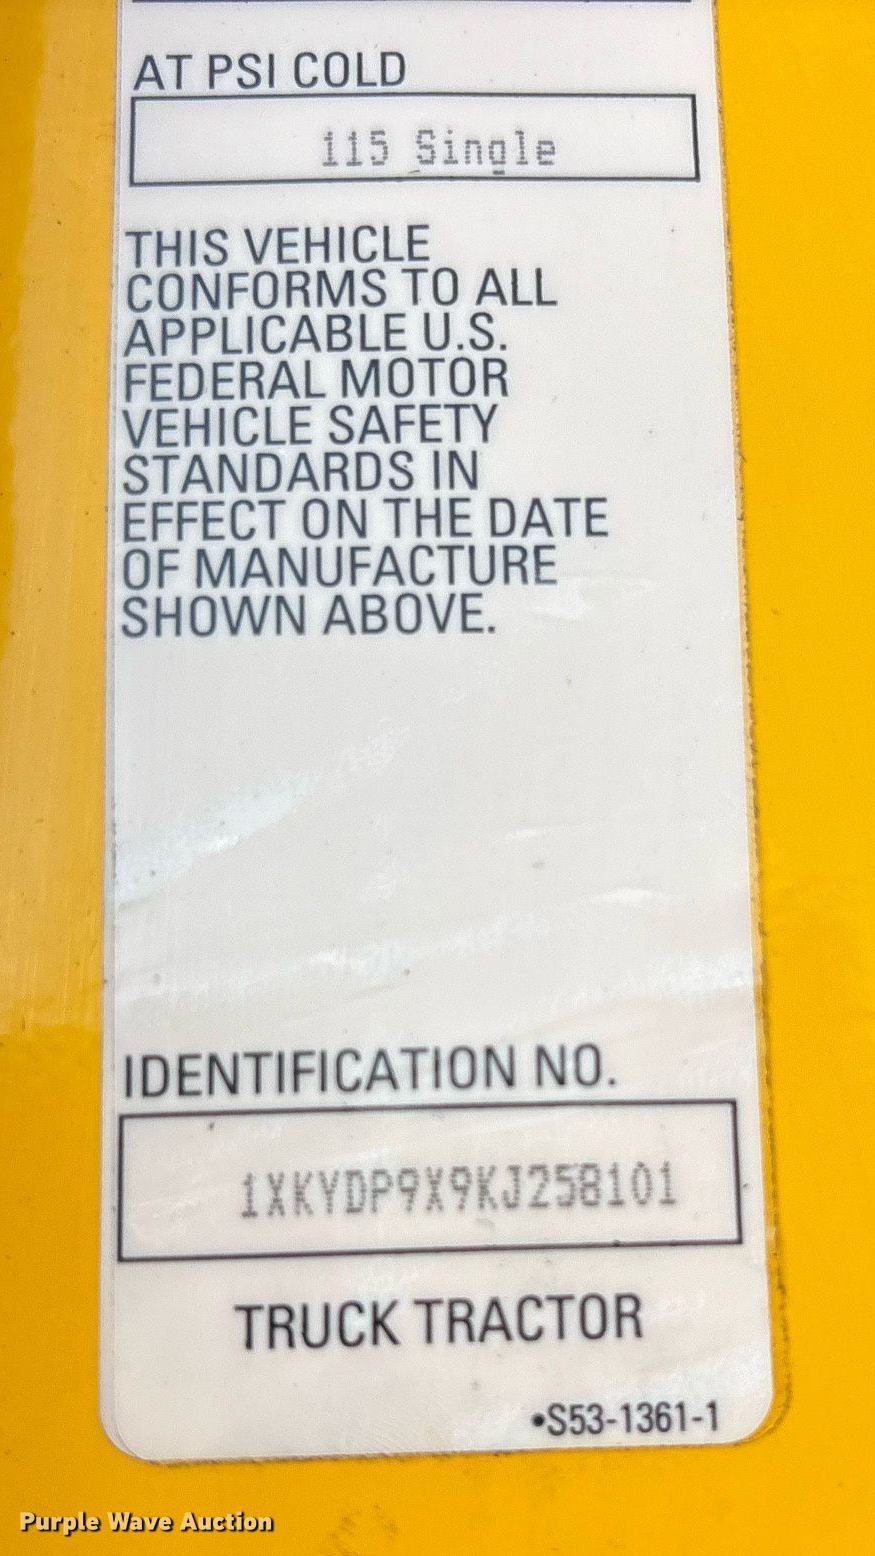 AT PSI COLD
115 Single
THIS VEHICLE
CONFORMS TO ALL
APPLICABLE U.S.
FEDERAL MOTOR
VEHICLE SAFETY
STANDARDS IN
EFFECT ON THE DATE
OF MANUFACTURE
SHOWN ABOVE.
IDENTIFICATION NO.
1XKYDP9X9KJ258101
TRUCK TRACTOR
•S53-1361-1
Purple Wave Auction